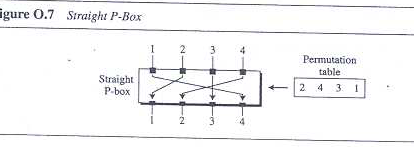 igure O.7 Straight P-Box
1 2 3 4
Permutation
table
Straight
P-box
2 4 3 1
1 2 3 4